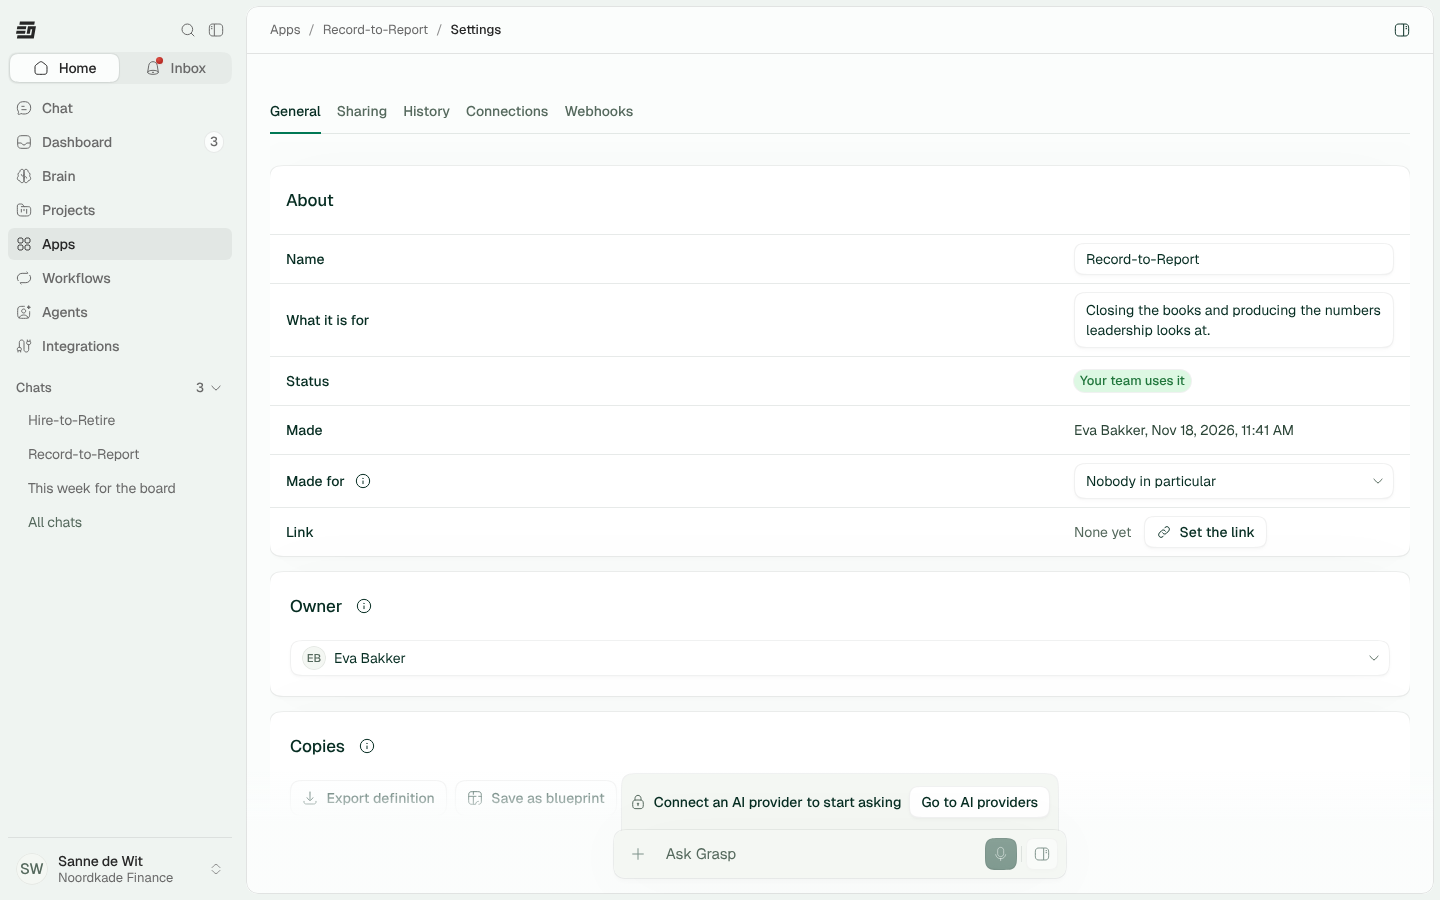 Apps / Record-to-Report / Settings
Home
Inbox
Chat
Dashboard 3
Brain
Projects
Apps
Workflows
Agents
Integrations
Chats 3
Hire-to-Retire
Record-to-Report
This week for the board
All chats
SW
Sanne de Wit
Noordkade Finance
General
Sharing
History
Connections
Webhooks
About
Name
Record-to-Report
What it is for
Closing the books and producing the numbers
leadership looks at.
Status
Your team uses it
Made
Eva Bakker, Nov 18, 2026, 11:41 AM
Made for
Nobody in particular
Link
None yet
Set the link
Owner
EB
Eva Bakker
Copies
Export definition
Save as blueprint
Connect an AI provider to start asking
Go to AI providers
Ask Grasp